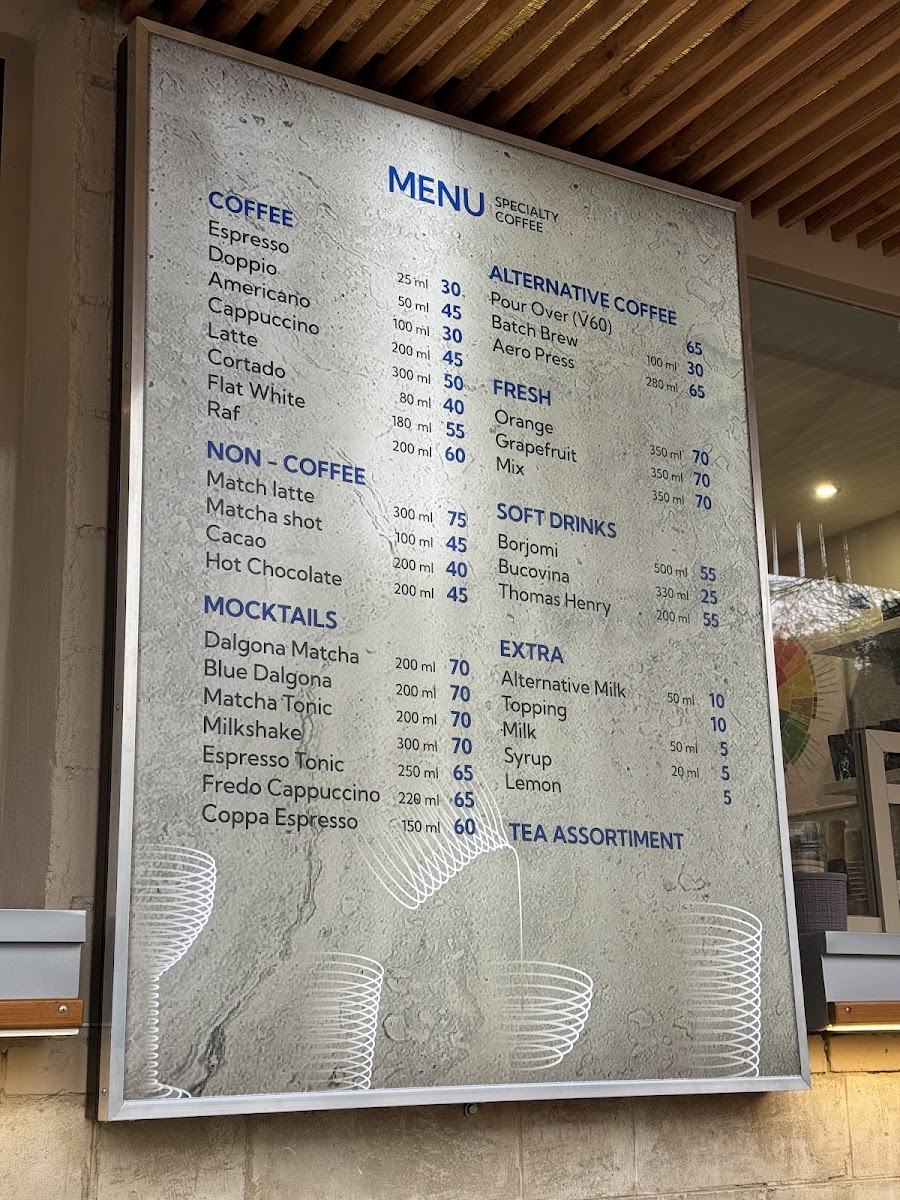 MENU SPECIALTY
COFFEE
COFFEE
Espresso 25 ml 30
Doppio 50 ml 45
Americano 100 ml 30
Cappuccino 200 ml 45
Latte 300 ml 50
Cortado 80 ml 40
Flat White 180 ml 55
Raf 200 ml 60
NON - COFFEE
Match latte 300 ml 75
Matcha shot 100 ml 45
Cacao 200 ml 40
Hot Chocolate 200 ml 45
MOCKTAILS
Dalgona Matcha 200 ml 70
Blue Dalgona 200 ml 70
Matcha Tonic 200 ml 70
Milkshake 300 ml 70
Espresso Tonic 250 ml 65
Fredo Cappuccino 220 ml 65
Coppa Espresso 150 ml 60
ALTERNATIVE COFFEE
Pour Over (V60) 65
Batch Brew 100 ml 30
Aero Press 280 ml 65
FRESH
Orange 350 ml 70
Grapefruit 350 ml 70
Mix 350 ml 70
SOFT DRINKS
Borjomi 500 ml 55
Bucovina 330 ml 25
Thomas Henry 200 ml 55
EXTRA
Alternative Milk 50 ml 10
Topping 10
Milk 50 ml 5
Syrup 20 ml 5
Lemon 5
TEA ASSORTIMENT